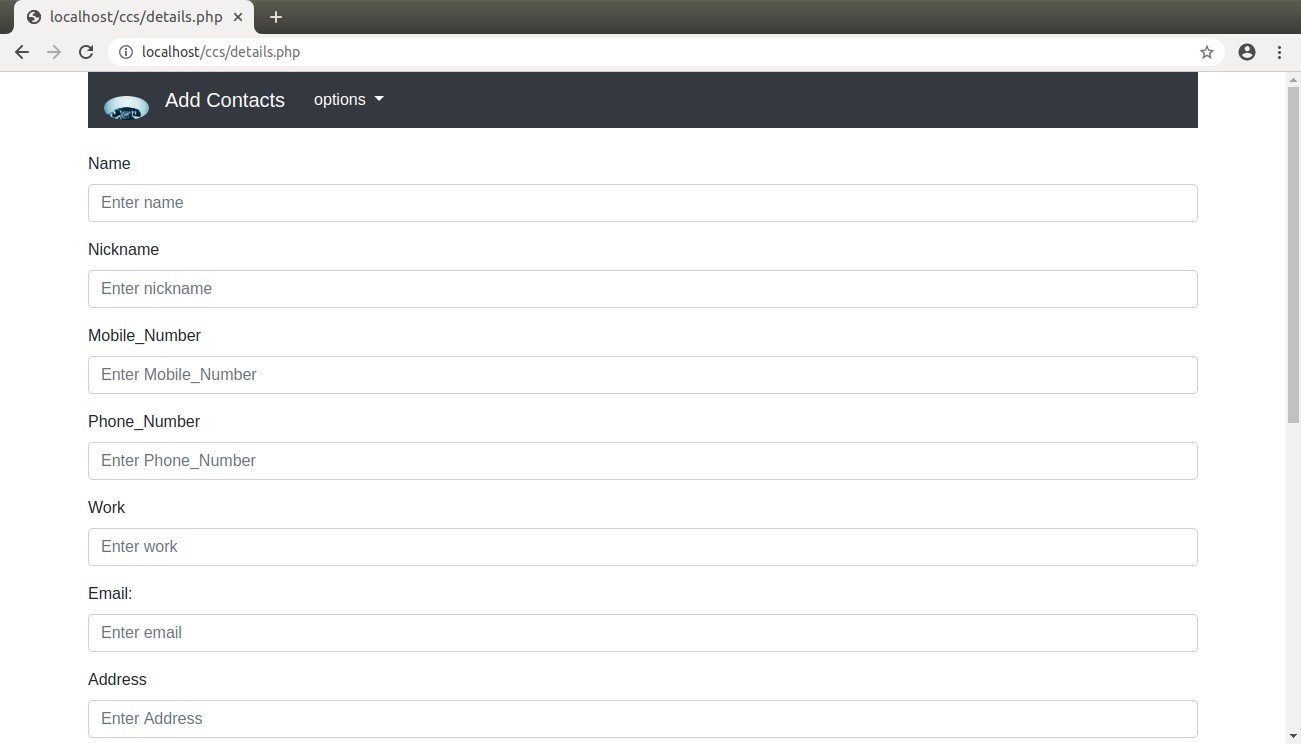 localhost/ccs/details.php
localhost/ccs/details.php
Add Contacts options
Name
Enter name
Nickname
Enter nickname
Mobile_Number
Enter Mobile_Number
Phone_Number
Enter Phone_Number
Work
Enter work
Email:
Enter email
Address
Enter Address